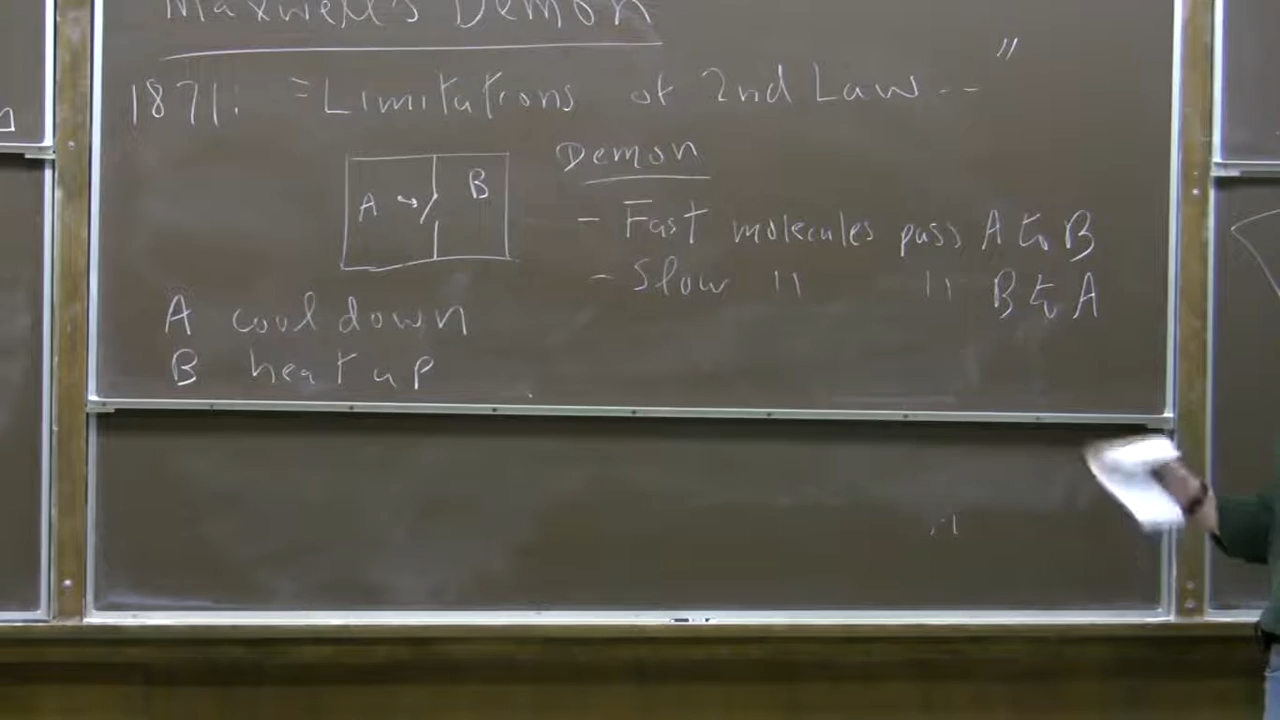 Maxwell's Demon
1871: "Limitations of 2nd Law -- "
A B
Demon
- Fast molecules pass A to B
- Slow " " B to A
A cool down
B heat up